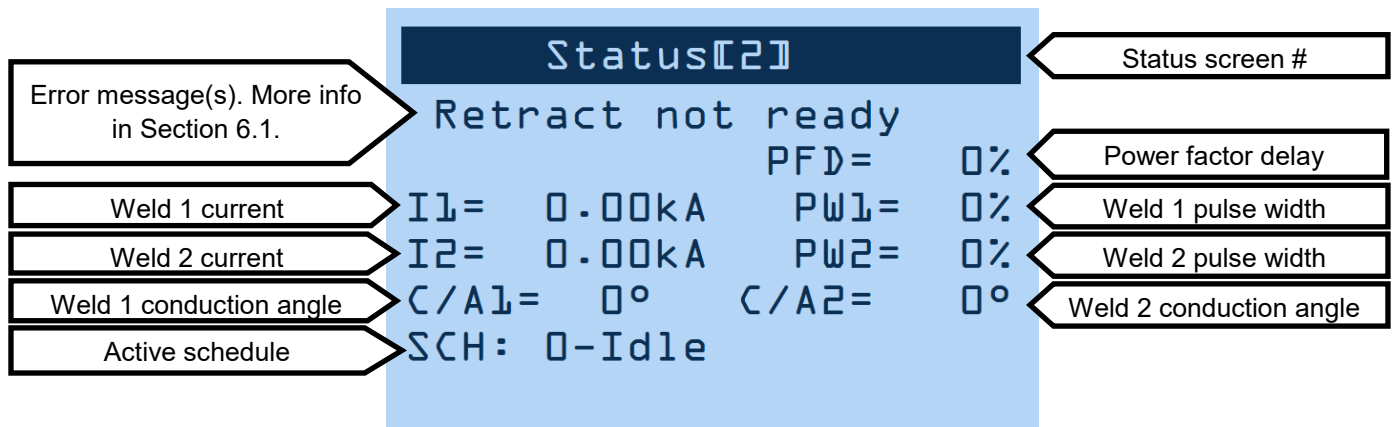 Status[2]
Status screen #
Error message(s). More info
in Section 6.1.
Retract not ready
PFD= 0%
Power factor delay
Weld 1 current
I1= 0.00kA PW1= 0%
Weld 1 pulse width
Weld 2 current
I2= 0.00kA PW2= 0%
Weld 2 pulse width
Weld 1 conduction angle
C/A1= 0° C/A2= 0°
Weld 2 conduction angle
Active schedule
SCH: 0-Idle